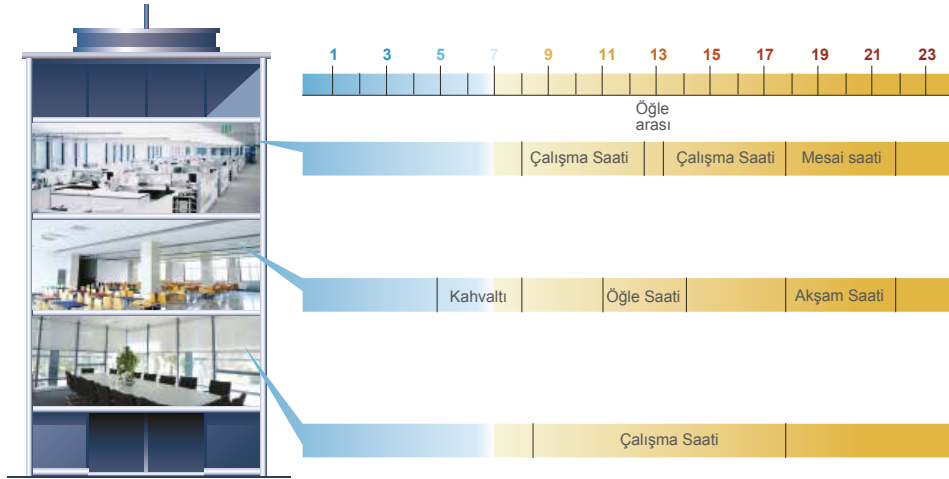 1 3 5 7 9 11 13 15 17 19 21 23
Öğle
arası
Çalışma Saati Çalışma Saati Mesai saati
Kahvaltı Öğle Saati Akşam Saati
Çalışma Saati